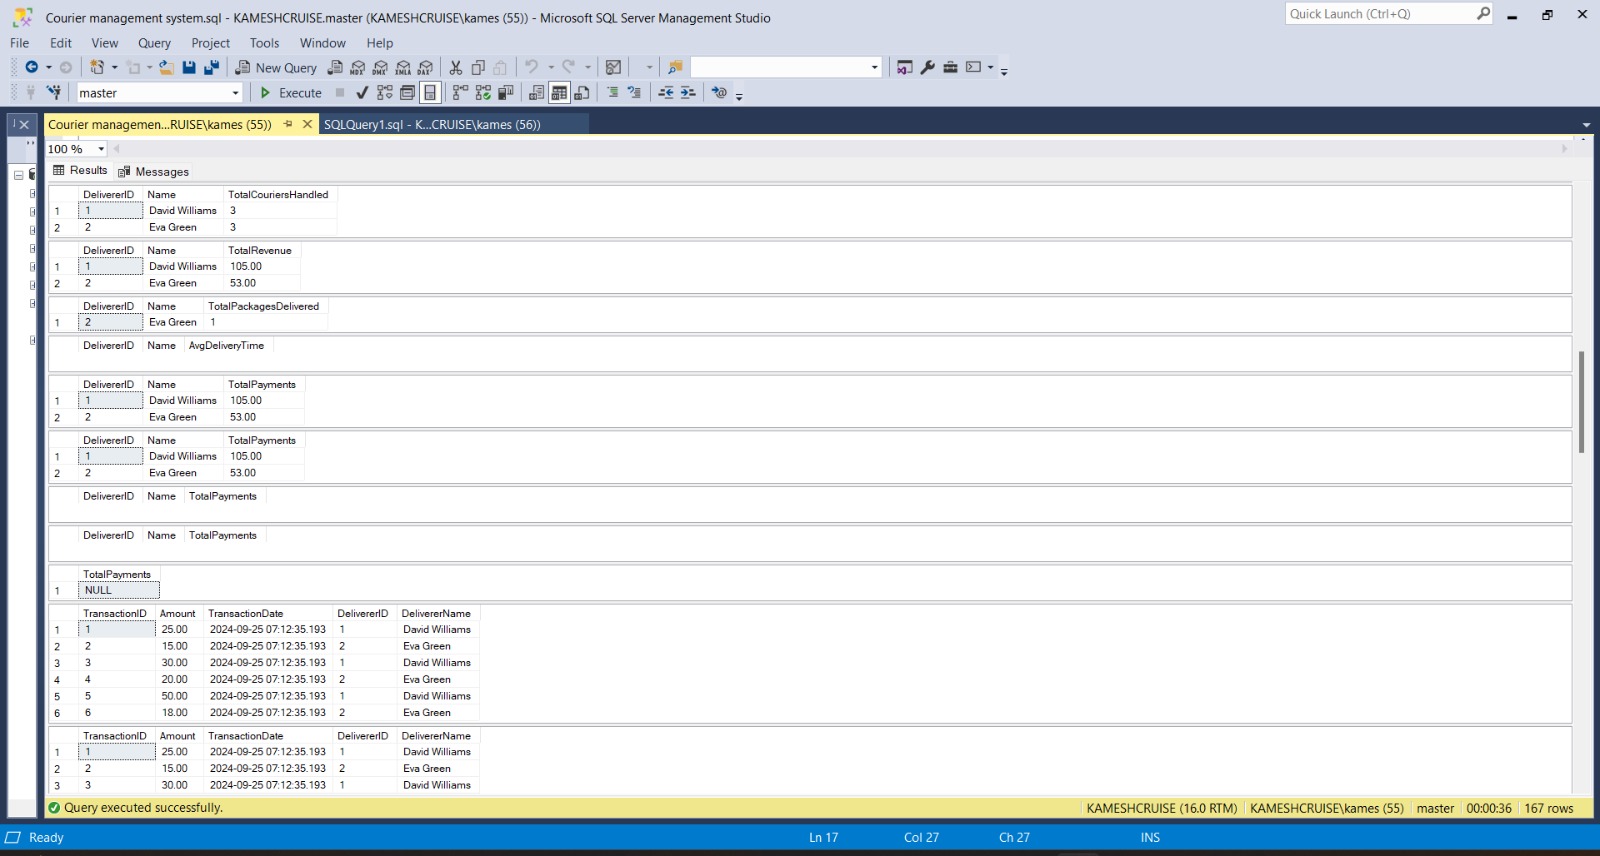 Courier management system.sql - KAMESHCRUISE.master (KAMESHCRUISE\kames (55)) - Microsoft SQL Server Management Studio
Quick Launch (Ctrl+Q)
File Edit View Query Project Tools Window Help
New Query MDX DMX XMLA DAX
master Execute
Courier managemen...RUISE\kames (55)) SQLQuery1.sql - K...CRUISE\kames (56))
100 %
Results Messages
DelivererID Name TotalCouriersHandled
1 1 David Williams 3
2 2 Eva Green 3
DelivererID Name TotalRevenue
1 1 David Williams 105.00
2 2 Eva Green 53.00
DelivererID Name TotalPackagesDelivered
1 2 Eva Green 1
DelivererID Name AvgDeliveryTime
DelivererID Name TotalPayments
1 1 David Williams 105.00
2 2 Eva Green 53.00
DelivererID Name TotalPayments
1 1 David Williams 105.00
2 2 Eva Green 53.00
DelivererID Name TotalPayments
DelivererID Name TotalPayments
TotalPayments
1 NULL
TransactionID Amount TransactionDate DelivererID DelivererName
1 1 25.00 2024-09-25 07:12:35.193 1 David Williams
2 2 15.00 2024-09-25 07:12:35.193 2 Eva Green
3 3 30.00 2024-09-25 07:12:35.193 1 David Williams
4 4 20.00 2024-09-25 07:12:35.193 2 Eva Green
5 5 50.00 2024-09-25 07:12:35.193 1 David Williams
6 6 18.00 2024-09-25 07:12:35.193 2 Eva Green
TransactionID Amount TransactionDate DelivererID DelivererName
1 1 25.00 2024-09-25 07:12:35.193 1 David Williams
2 2 15.00 2024-09-25 07:12:35.193 2 Eva Green
3 3 30.00 2024-09-25 07:12:35.193 1 David Williams
Query executed successfully. KAMESHCRUISE (16.0 RTM) KAMESHCRUISE\kames (55) master 00:00:36 167 rows
Ready Ln 17 Col 27 Ch 27 INS